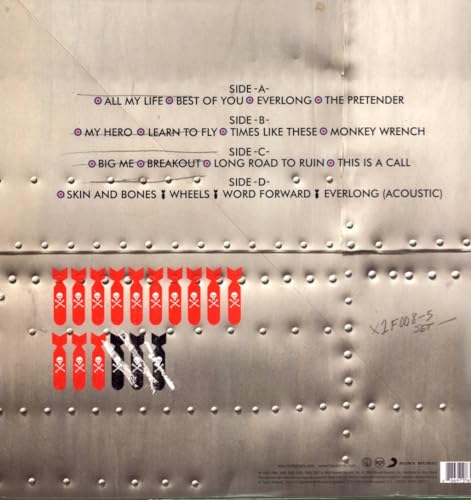 SIDE -A-
ALL MY LIFE BEST OF YOU EVERLONG THE PRETENDER
SIDE -B-
MY HERO LEARN TO FLY TIMES LIKE THESE MONKEY WRENCH
SIDE -C-
BIG ME BREAKOUT LONG ROAD TO RUIN THIS IS A CALL
SIDE -D-
SKIN AND BONES WHEELS WORD FORWARD EVERLONG (ACOUSTIC)
X2F008-5
SET